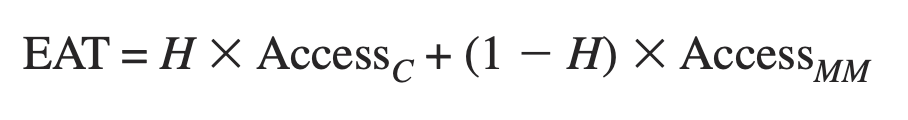 EAT = H × Access_C + (1 − H) × Access_MM